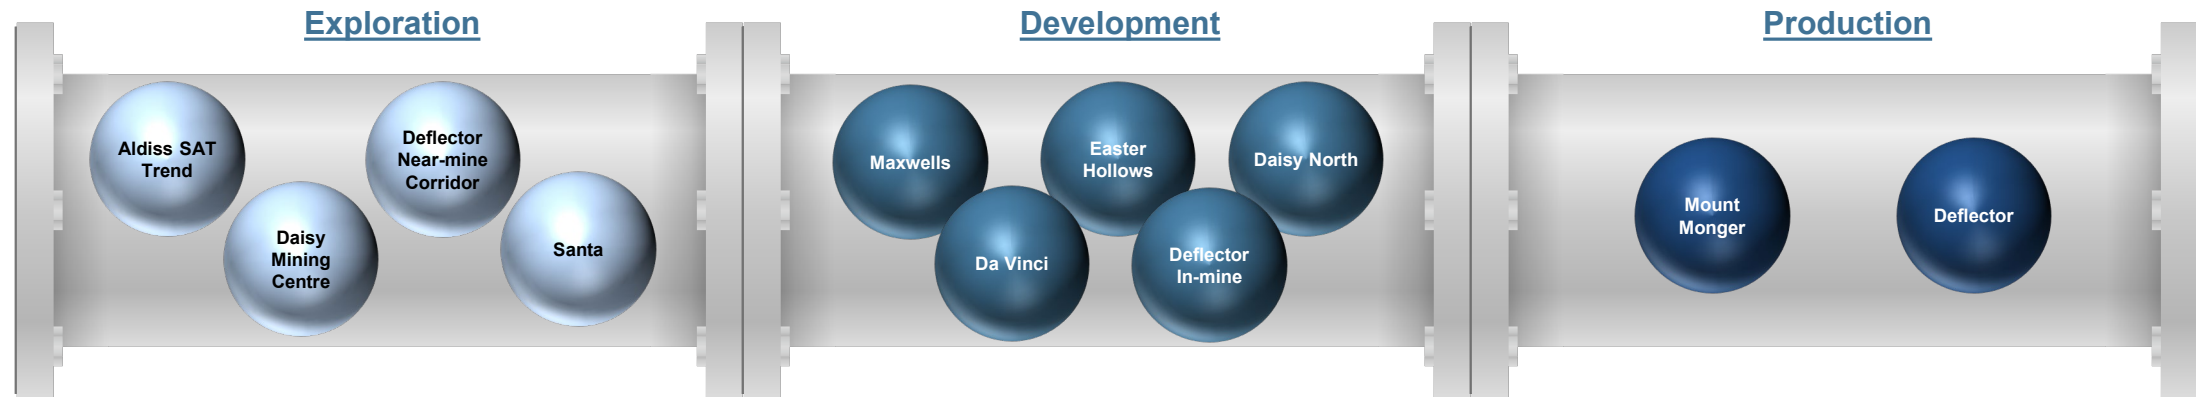 Exploration
Aldiss SAT
Trend
Daisy
Mining
Centre
Deflector
Near-mine
Corridor
Santa
Development
Maxwells
Da Vinci
Easter
Hollows
Deflector
In-mine
Daisy North
Production
Mount
Monger
Deflector